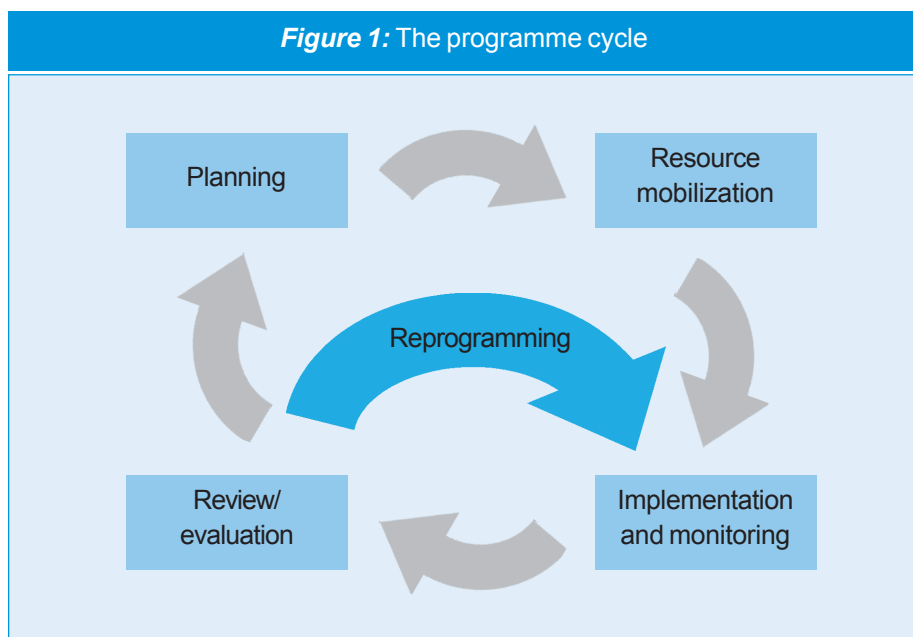 Figure 1: The programme cycle
Planning
Resource
mobilization
Reprogramming
Review/
evaluation
Implementation
and monitoring